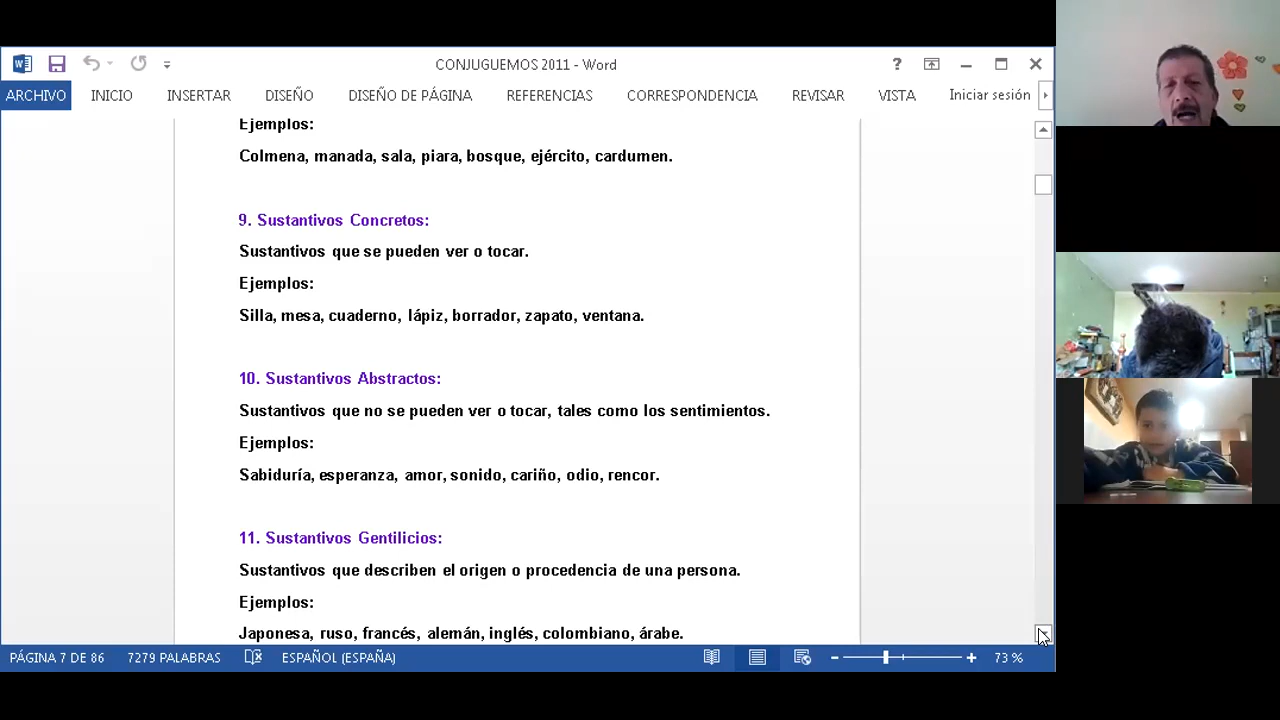 CONJUGUEMOS 2011 - Word
?
ARCHIVO INICIO INSERTAR DISEÑO DISEÑO DE PÁGINA REFERENCIAS CORRESPONDENCIA REVISAR VISTA Iniciar sesión
Ejemplos:
Colmena, manada, sala, piara, bosque, ejército, cardumen.
9. Sustantivos Concretos:
Sustantivos que se pueden ver o tocar.
Ejemplos:
Silla, mesa, cuaderno, lápiz, borrador, zapato, ventana.
10. Sustantivos Abstractos:
Sustantivos que no se pueden ver o tocar, tales como los sentimientos.
Ejemplos:
Sabiduría, esperanza, amor, sonido, cariño, odio, rencor.
11. Sustantivos Gentilicios:
Sustantivos que describen el origen o procedencia de una persona.
Ejemplos:
Japonesa, ruso, francés, alemán, inglés, colombiano, árabe.
PÁGINA 7 DE 86 7279 PALABRAS ESPAÑOL (ESPAÑA) 73 %